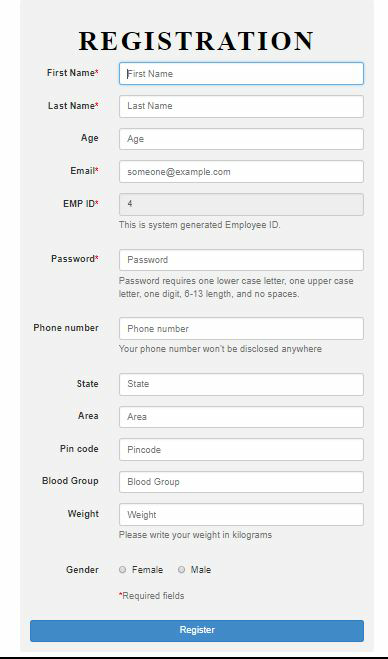 REGISTRATION
First Name* First Name
Last Name* Last Name
Age Age
Email* someone@example.com
EMP ID* 4
This is system generated Employee ID.
Password* Password
Password requires one lower case letter, one upper case
letter, one digit, 6-13 length, and no spaces.
Phone number Phone number
Your phone number won't be disclosed anywhere
State State
Area Area
Pin code Pincode
Blood Group Blood Group
Weight Weight
Please write your weight in kilograms
Gender Female Male
*Required fields
Register